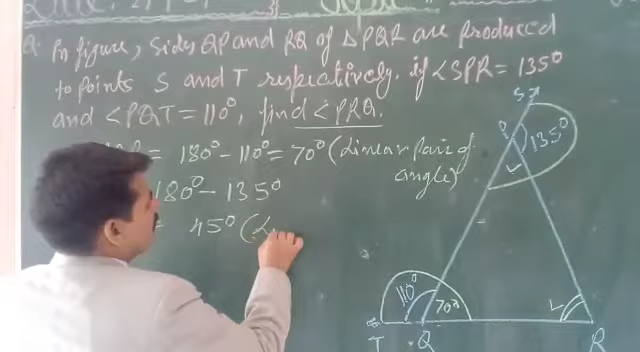 Q. In figure, sides QP and RQ of △PQR are produced
to points S and T respectively. if ∠SPR = 135°
and ∠PQT = 110°, find ∠PRQ.
= 180° - 110° = 70° (Linear Pair of
angle)
180° - 135°
= 45° (L
S
P
135°
110°
70°
T
Q
R